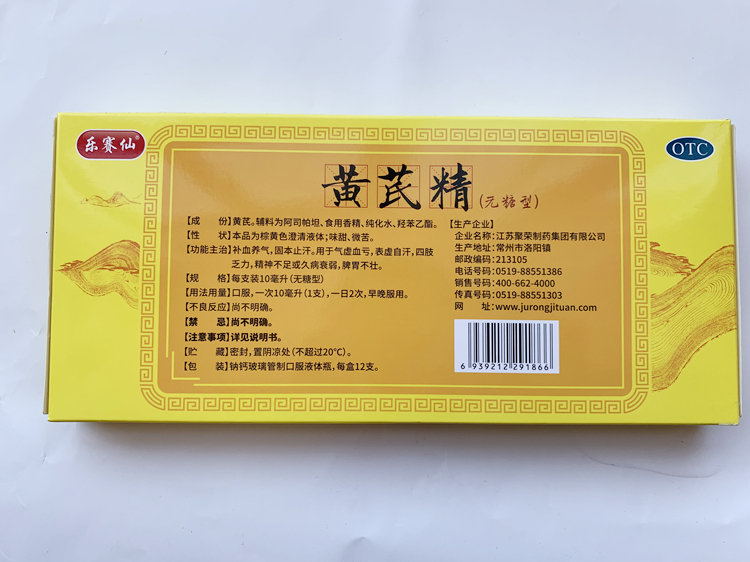 乐赛仙®
OTC
黄芪精(无糖型)
【成　份】黄芪。辅料为阿司帕坦、食用香精、纯化水、羟苯乙酯。
【性　状】本品为棕黄色澄清液体；味甜、微苦。
【功能主治】补血养气，固本止汗。用于气虚血亏，表虚自汗，四肢
乏力，精神不足或久病衰弱，脾胃不壮。
【规　格】每支装10毫升(无糖型)
【用法用量】口服，一次10毫升(1支)，一日2次，早晚服用。
【不良反应】尚不明确。
【禁　忌】尚不明确。
【注意事项】详见说明书。
【贮　藏】密封，置阴凉处(不超过20℃)。
【包　装】钠钙玻璃管制口服液体瓶，每盒12支。
【生产企业】
企业名称:江苏聚荣制药集团有限公司
生产地址:常州市洛阳镇
邮政编码:213105
电话号码:0519-88551386
销售号码:400-662-4000
传真号码:0519-88551303
网　址:www.jurongjituan.com
6 939212 291866